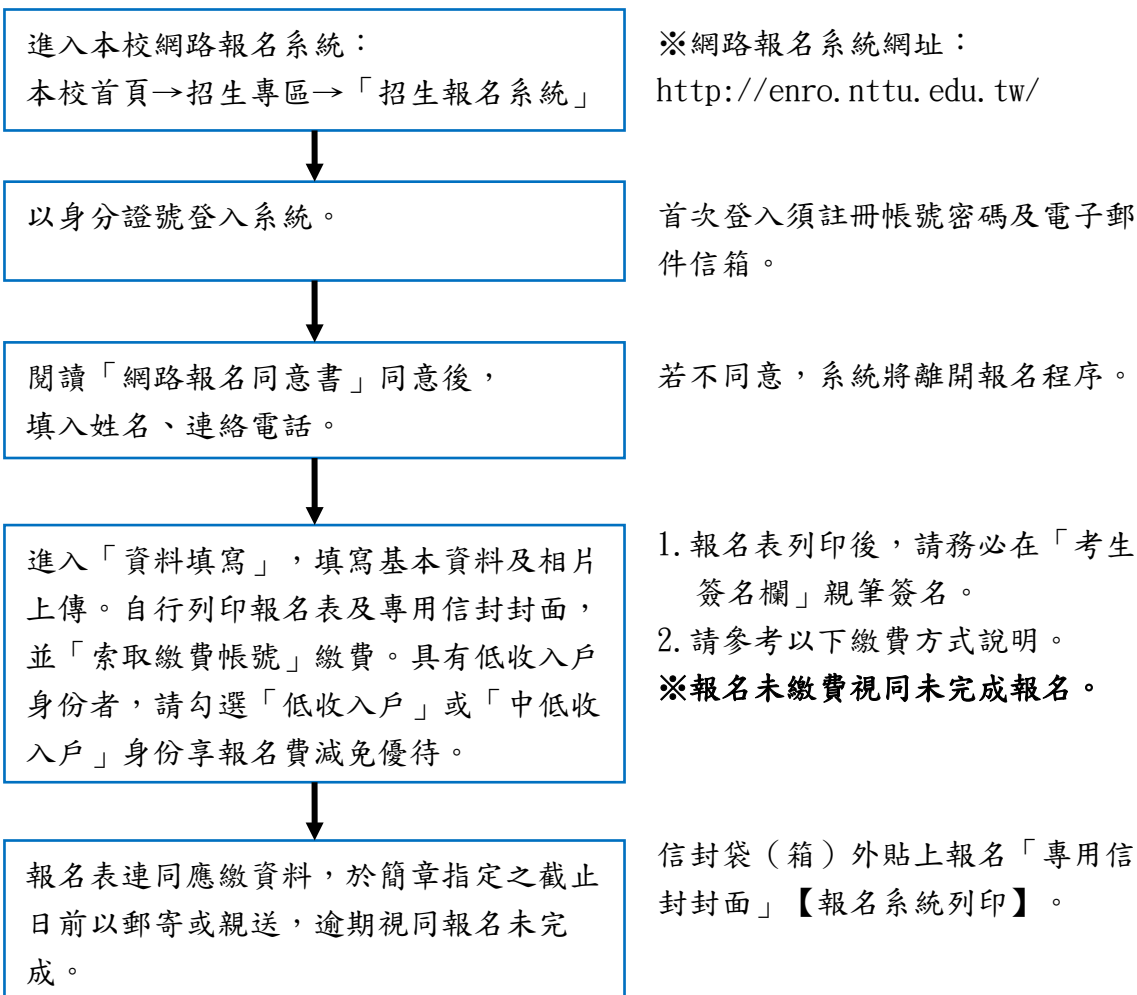 進入本校網路報名系統：
本校首頁→招生專區→「招生報名系統」
※網路報名系統網址：
http://enro.nttu.edu.tw/
以身分證號登入系統。
首次登入須註冊帳號密碼及電子郵
件信箱。
閱讀「網路報名同意書」同意後，
填入姓名、連絡電話。
若不同意，系統將離開報名程序。
進入「資料填寫」，填寫基本資料及相片
上傳。自行列印報名表及專用信封封面，
並「索取繳費帳號」繳費。具有低收入戶
身份者，請勾選「低收入戶」或「中低收
入戶」身份享報名費減免優待。
1.報名表列印後，請務必在「考生
簽名欄」親筆簽名。
2.請參考以下繳費方式說明。
※報名未繳費視同未完成報名。
報名表連同應繳資料，於簡章指定之截止
日前以郵寄或親送，逾期視同報名未完
成。
信封袋（箱）外貼上報名「專用信
封封面」【報名系統列印】。